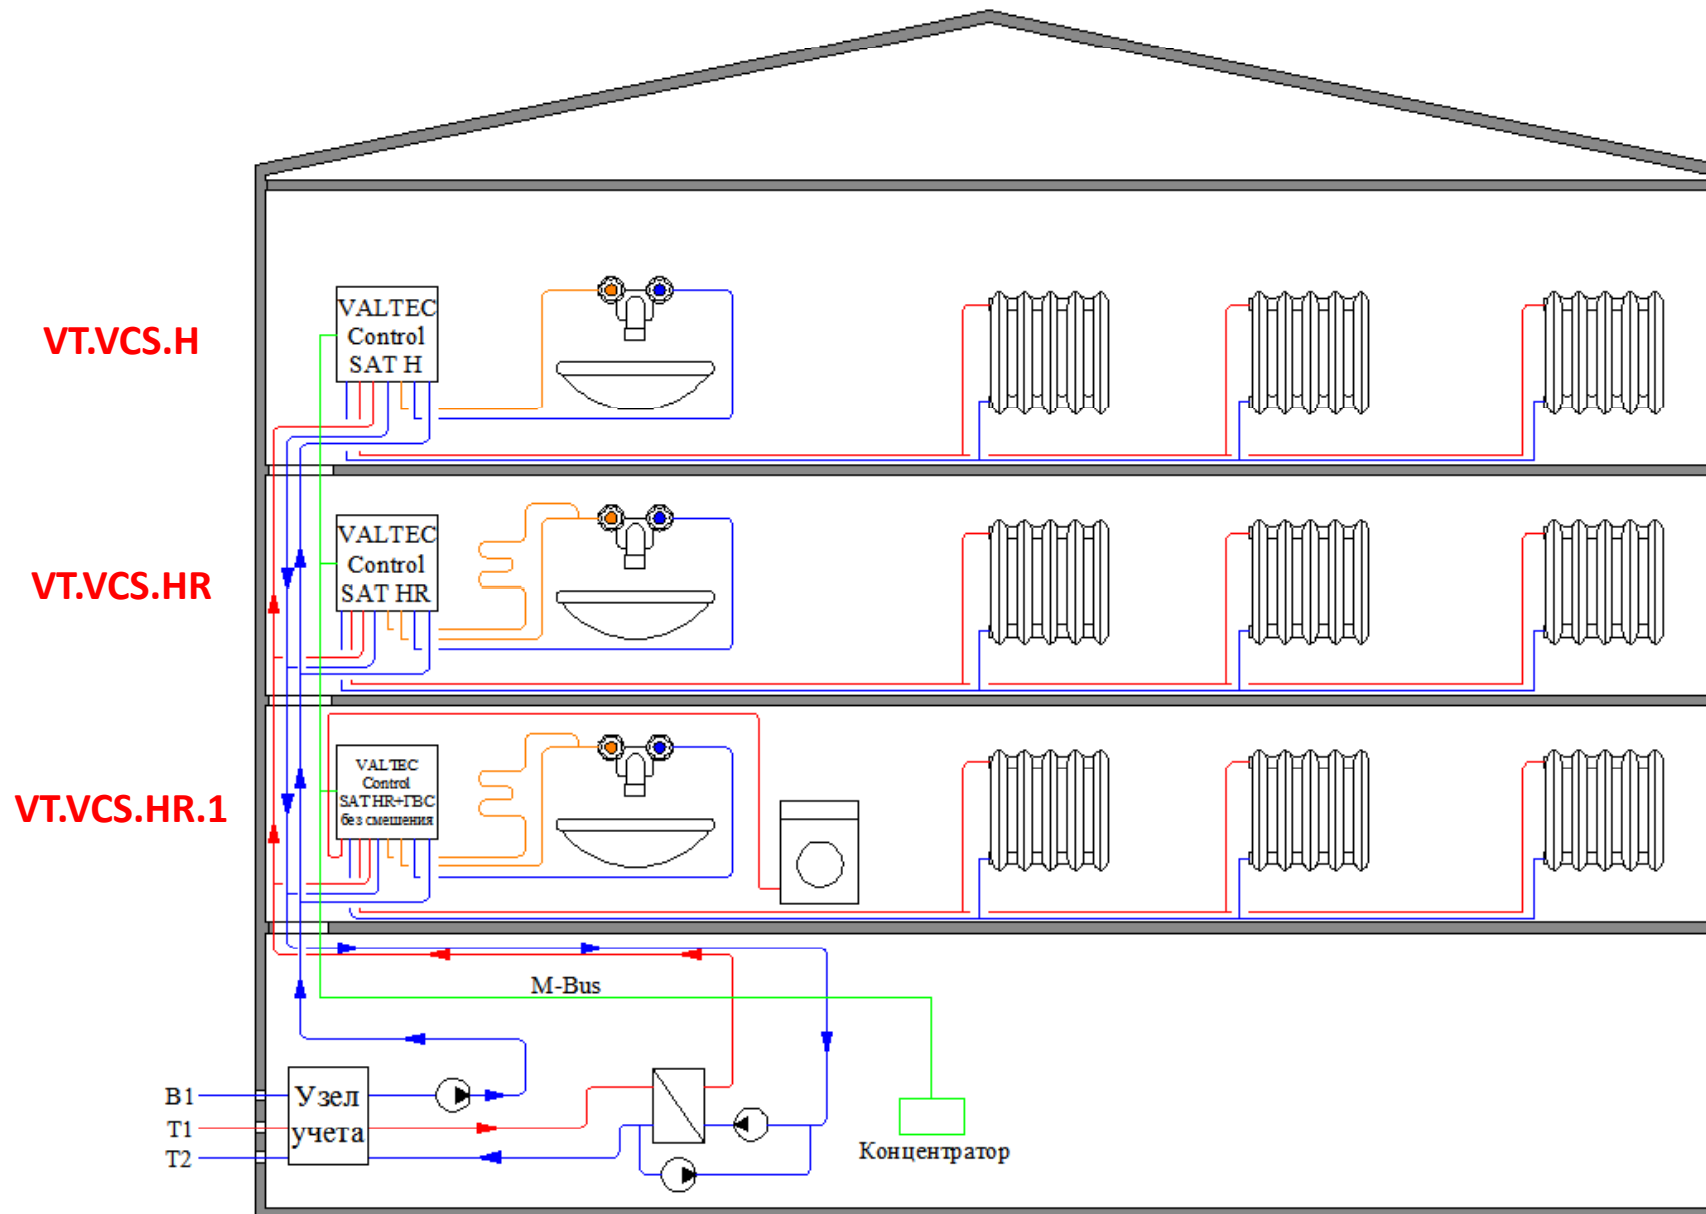 VT.VCS.H
VALTEC
Control
SAT H
VT.VCS.HR
VALTEC
Control
SAT HR
VT.VCS.HR.1
VALTEC
Control
SAT HR+ГВС
без смешения
M-Bus
B1
T1
T2
Узел
учета
Концентратор